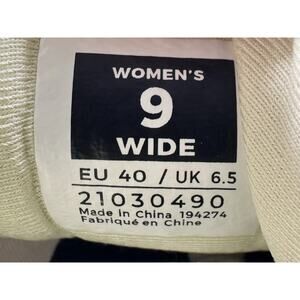 WOMEN'S
9
WIDE
EU 40 / UK 6.5
21030490
Made in China 194274
Fabriqué en Chine